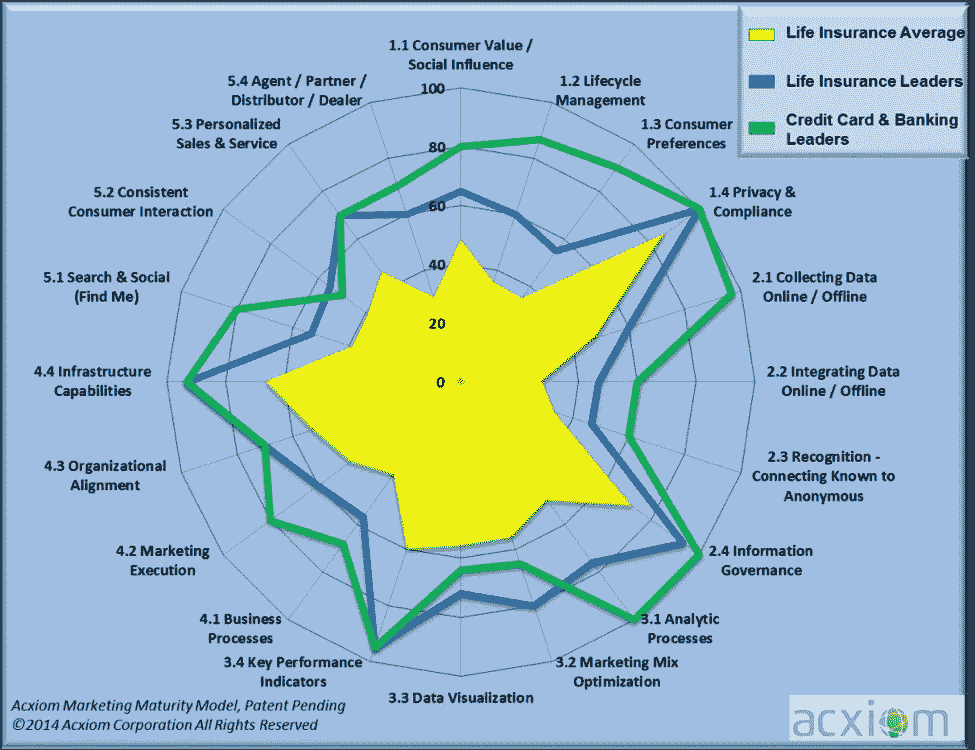 Life Insurance Average
Life Insurance Leaders
Credit Card & Banking
Leaders
1.1 Consumer Value /
Social Influence
1.2 Lifecycle
Management
1.3 Consumer
Preferences
1.4 Privacy &
Compliance
2.1 Collecting Data
Online / Offline
2.2 Integrating Data
Online / Offline
2.3 Recognition -
Connecting Known to
Anonymous
2.4 Information
Governance
3.1 Analytic
Processes
3.2 Marketing Mix
Optimization
3.3 Data Visualization
3.4 Key Performance
Indicators
4.1 Business
Processes
4.2 Marketing
Execution
4.3 Organizational
Alignment
4.4 Infrastructure
Capabilities
5.1 Search & Social
(Find Me)
5.2 Consistent
Consumer Interaction
5.3 Personalized
Sales & Service
5.4 Agent / Partner /
Distributor / Dealer
100
80
60
40
20
0
Acxiom Marketing Maturity Model, Patent Pending
©2014 Acxiom Corporation All Rights Reserved
acxiom